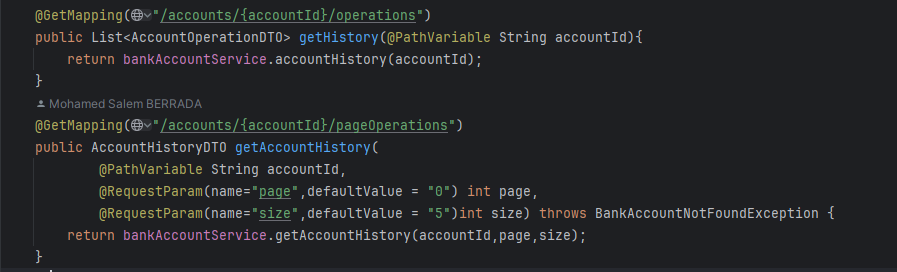 @GetMapping("/accounts/{accountId}/operations")
public List<AccountOperationDTO> getHistory(@PathVariable String accountId){
    return bankAccountService.accountHistory(accountId);
}
Mohamed Salem BERRADA
@GetMapping("/accounts/{accountId}/pageOperations")
public AccountHistoryDTO getAccountHistory(
        @PathVariable String accountId,
        @RequestParam(name="page",defaultValue = "0") int page,
        @RequestParam(name="size",defaultValue = "5")int size) throws BankAccountNotFoundException {
    return bankAccountService.getAccountHistory(accountId,page,size);
}